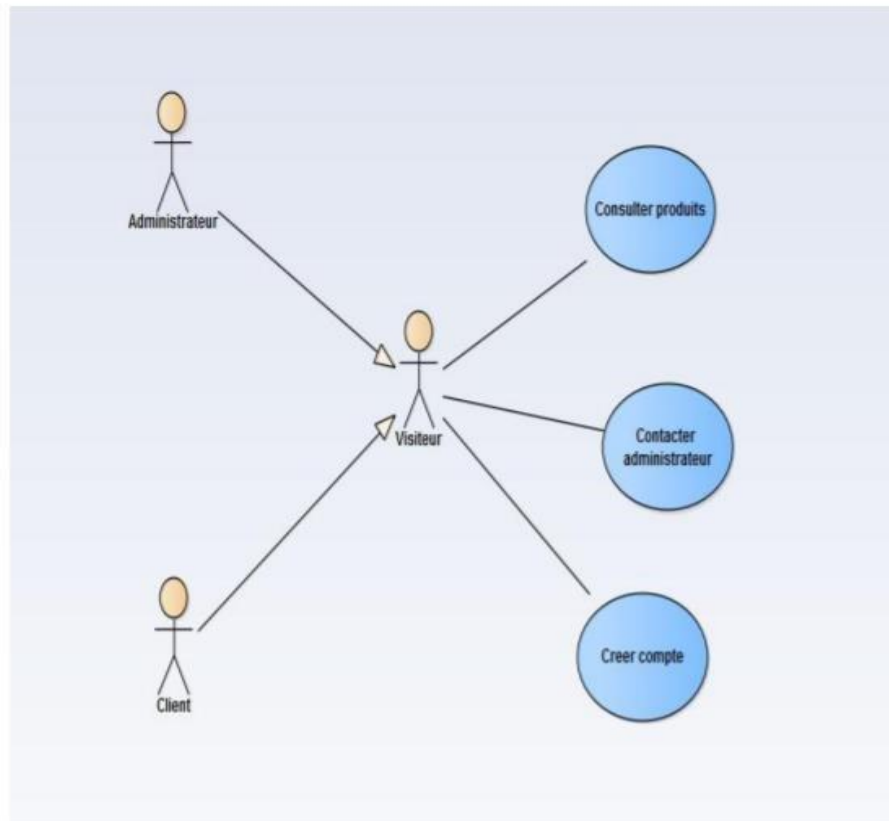 Administrateur
Consulter produits
Visiteur
Contacter
administrateur
Creer compte
Client